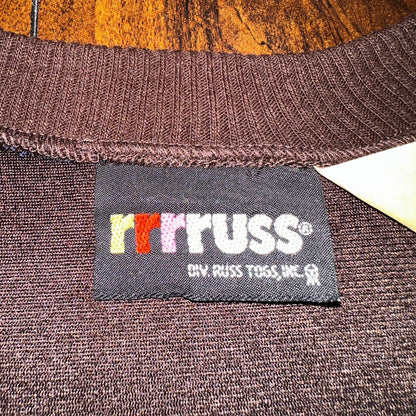 rrrruss®
DIV. RUSS TOGS, INC.